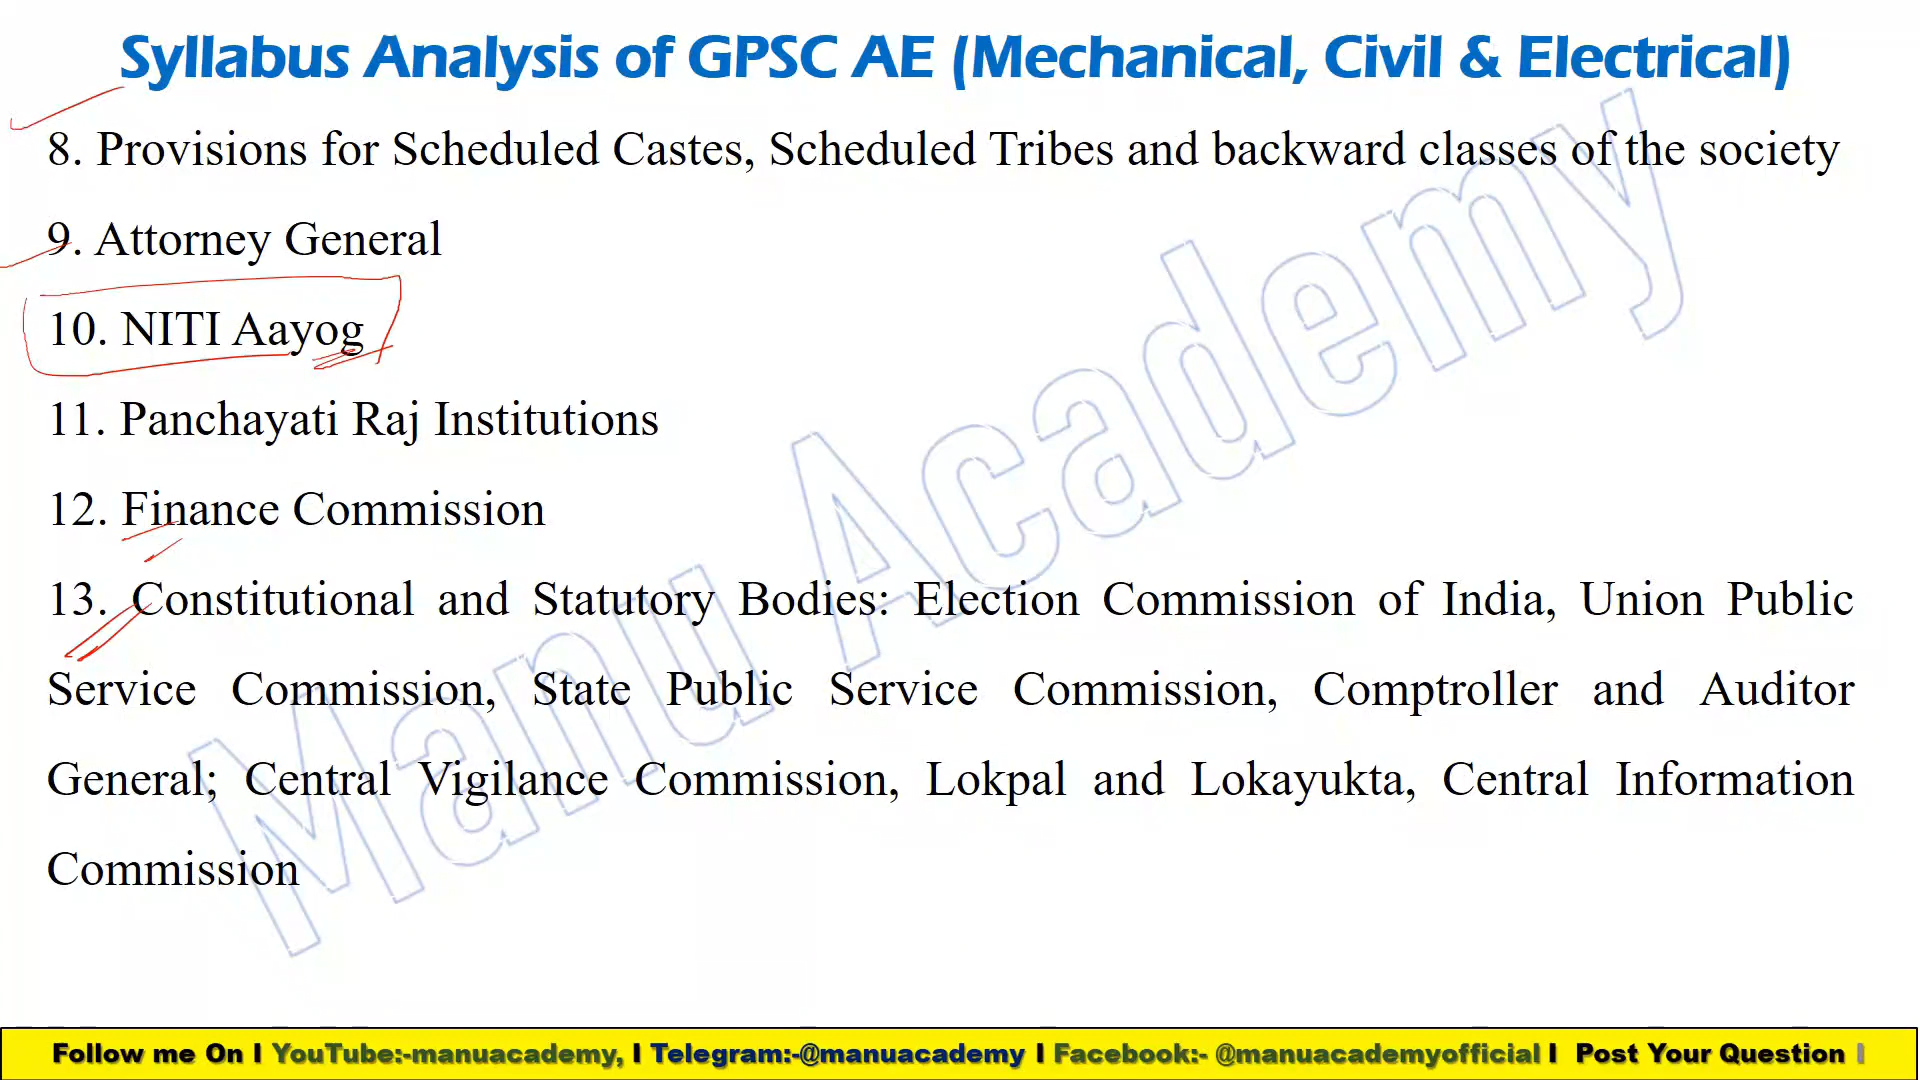 Syllabus Analysis of GPSC AE (Mechanical, Civil & Electrical)
8. Provisions for Scheduled Castes, Scheduled Tribes and backward classes of the society
9. Attorney General
10. NITI Aayog
11. Panchayati Raj Institutions
12. Finance Commission
13. Constitutional and Statutory Bodies: Election Commission of India, Union Public
Service Commission, State Public Service Commission, Comptroller and Auditor
General; Central Vigilance Commission, Lokpal and Lokayukta, Central Information
Commission
Manu Academy
Follow me On I YouTube:-manuacademy, I Telegram:-@manuacademy I Facebook:- @manuacademyofficial I Post Your Question I